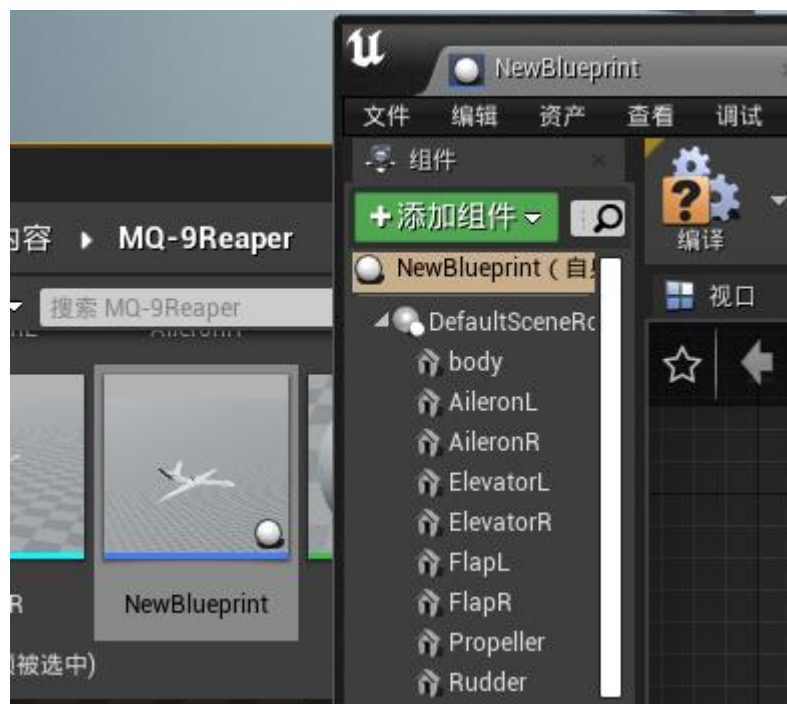 NewBlueprint
文件 编辑 资产 查看 调试
组件
+添加组件
编译
内容 MQ-9Reaper
搜索 MQ-9Reaper
NewBlueprint(自
视口
DefaultSceneRo
body
AileronL
AileronR
ElevatorL
ElevatorR
FlapL
FlapR
Propeller
Rudder
R
NewBlueprint
被选中)